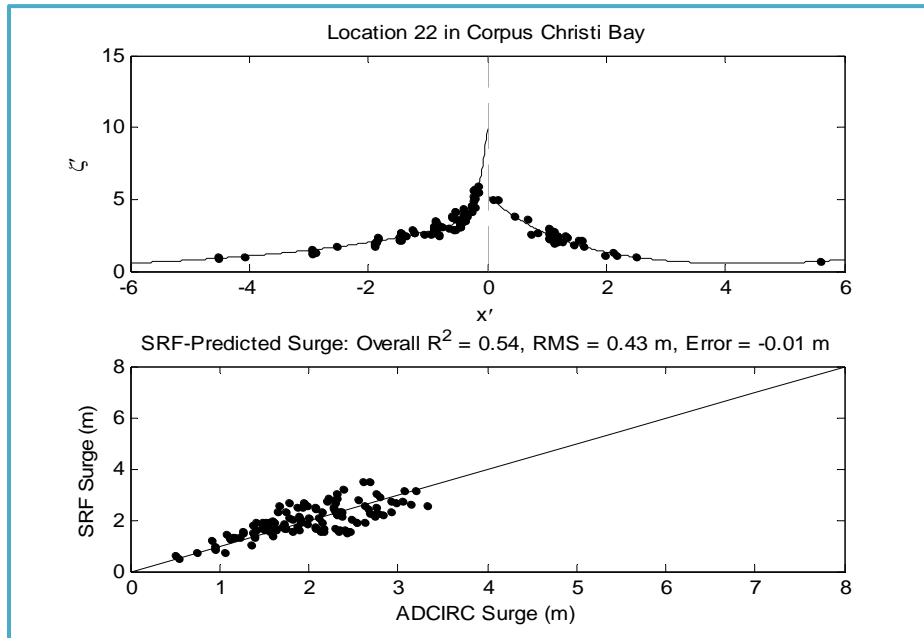 Location 22 in Corpus Christi Bay
15
10
5
0
ζ′
-6 -4 -2 0 2 4 6
x′
SRF-Predicted Surge: Overall R² = 0.54, RMS = 0.43 m, Error = -0.01 m
8
6
4
2
0
SRF Surge (m)
0 1 2 3 4 5 6 7 8
ADCIRC Surge (m)